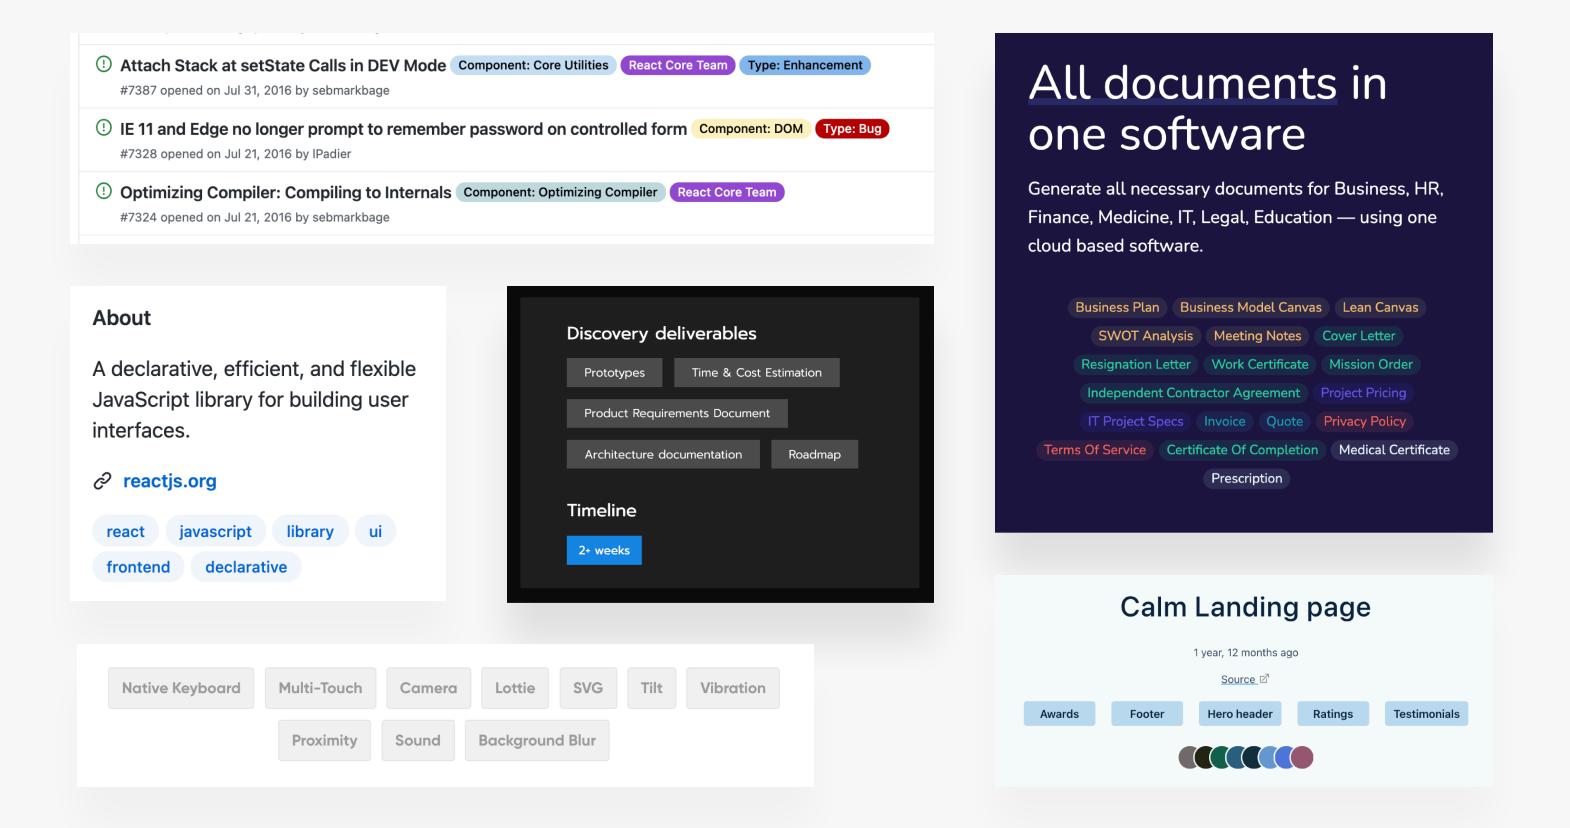 Attach Stack at setState Calls in DEV Mode Component: Core Utilities React Core Team Type: Enhancement
#7387 opened on Jul 31, 2016 by sebmarkbage
IE 11 and Edge no longer prompt to remember password on controlled form Component: DOM Type: Bug
#7328 opened on Jul 21, 2016 by IPadier
Optimizing Compiler: Compiling to Internals Component: Optimizing Compiler React Core Team
#7324 opened on Jul 21, 2016 by sebmarkbage
About
A declarative, efficient, and flexible
JavaScript library for building user
interfaces.
reactjs.org
react javascript library ui
frontend declarative
Discovery deliverables
Prototypes Time & Cost Estimation
Product Requirements Document
Architecture documentation Roadmap
Timeline
2+ weeks
Native Keyboard Multi-Touch Camera Lottie SVG Tilt Vibration
Proximity Sound Background Blur
All documents in
one software
Generate all necessary documents for Business, HR,
Finance, Medicine, IT, Legal, Education — using one
cloud based software.
Business Plan Business Model Canvas Lean Canvas
SWOT Analysis Meeting Notes Cover Letter
Resignation Letter Work Certificate Mission Order
Independent Contractor Agreement Project Pricing
IT Project Specs Invoice Quote Privacy Policy
Terms Of Service Certificate Of Completion Medical Certificate
Prescription
Calm Landing page
1 year, 12 months ago
Source
Awards Footer Hero header Ratings Testimonials